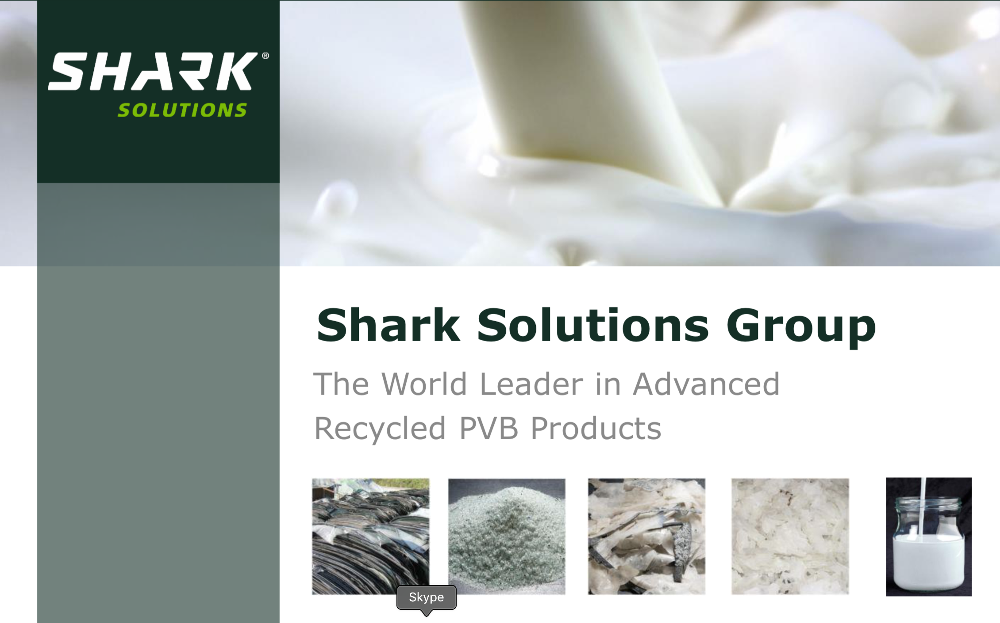 SHARK®
SOLUTIONS
Shark Solutions Group
The World Leader in Advanced
Recycled PVB Products
Skype